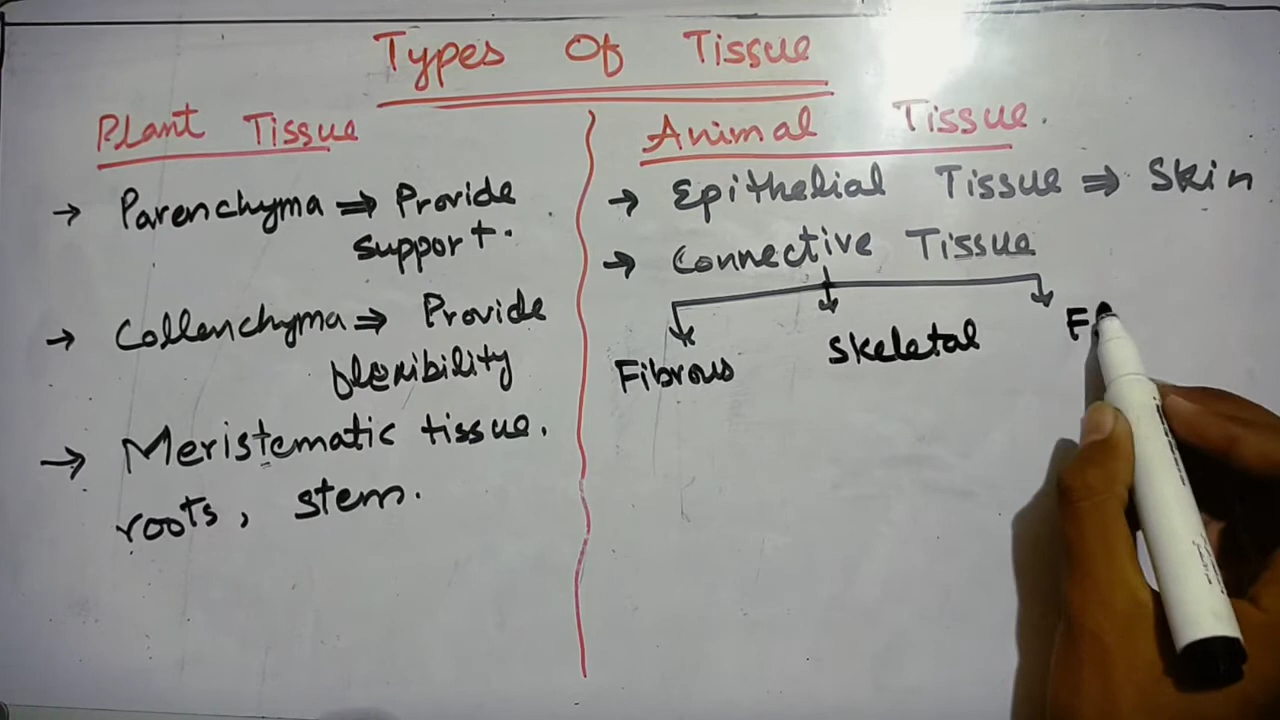 Types Of Tissue
Plant Tissue
→ Parenchyma ⇒ Provide
support.
→ Collenchyma ⇒ Provide
flexibility
→ Meristematic tissue.
roots, stem.
Animal Tissue.
→ Epithelial Tissue ⇒ Skin
→ Connective Tissue
Fibrous
Skeletal